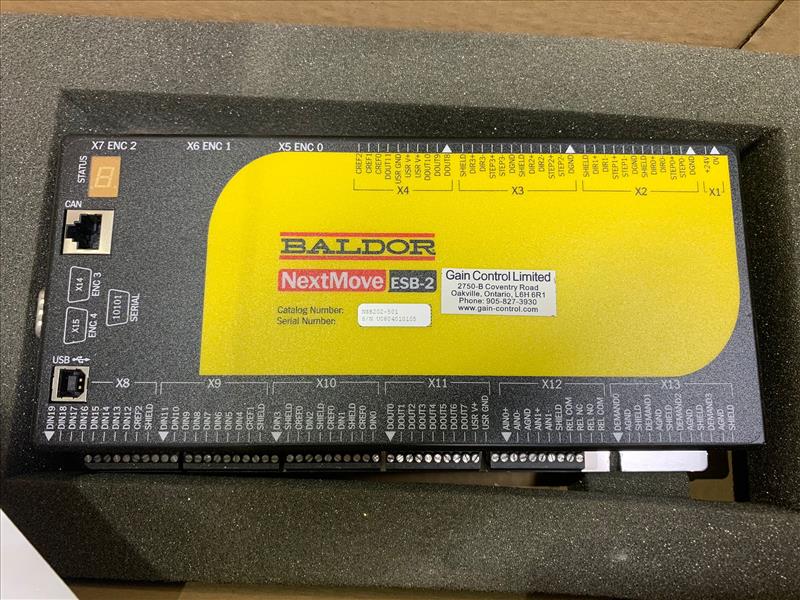 X7 ENC 2
X6 ENC 1
X5 ENC 0
STATUS
CREF2
CREF1
CREF0
DOUT11
USR GND
USR V+
USR V+
DOUT10
DOUT9
DOUT8
X4
SHIELD
DIR3+
DIR3-
STEP3+
STEP3-
DGND
SHIELD
DIR2+
DIR2-
STEP2+
STEP2-
DGND
X3
SHIELD
DIR1+
DIR1-
STEP1+
STEP1-
DGND
SHIELD
DIR0+
DIR0-
STEP0+
STEP0-
DGND
X2
+24V
0V
X1
CAN
X14
ENC 3
X15
ENC 4
10101
SERIAL
USB
BALDOR
NextMove ESB-2
Catalog Number:
Serial Number:
Gain Control Limited
2750-B Coventry Road
Oakville, Ontario, L6H 6R1
Phone: 905-827-3930
www.gain-control.com
X8
DIN19
DIN18
DIN17
DIN16
DIN15
DIN14
DIN13
DIN12
CREF2
SHIELD
X9
DIN11
DIN10
DIN9
DIN8
DIN7
DIN6
DIN5
DIN4
CREF1
SHIELD
X10
DIN3
SHIELD
CREF0
DIN2
SHIELD
CREF0
DIN1
SHIELD
CREF0
DIN0
X11
DOUT0
DOUT1
DOUT2
DOUT3
DOUT4
DOUT5
DOUT6
DOUT7
USR V+
USR GND
X12
AIN0+
AIN0-
AGND
AIN1+
AIN1-
SHIELD
REL COM
REL NO
REL NC
REL COM
X13
DEMAND0
AGND
SHIELD
DEMAND1
AGND
SHIELD
DEMAND2
AGND
SHIELD
DEMAND3
AGND
SHIELD